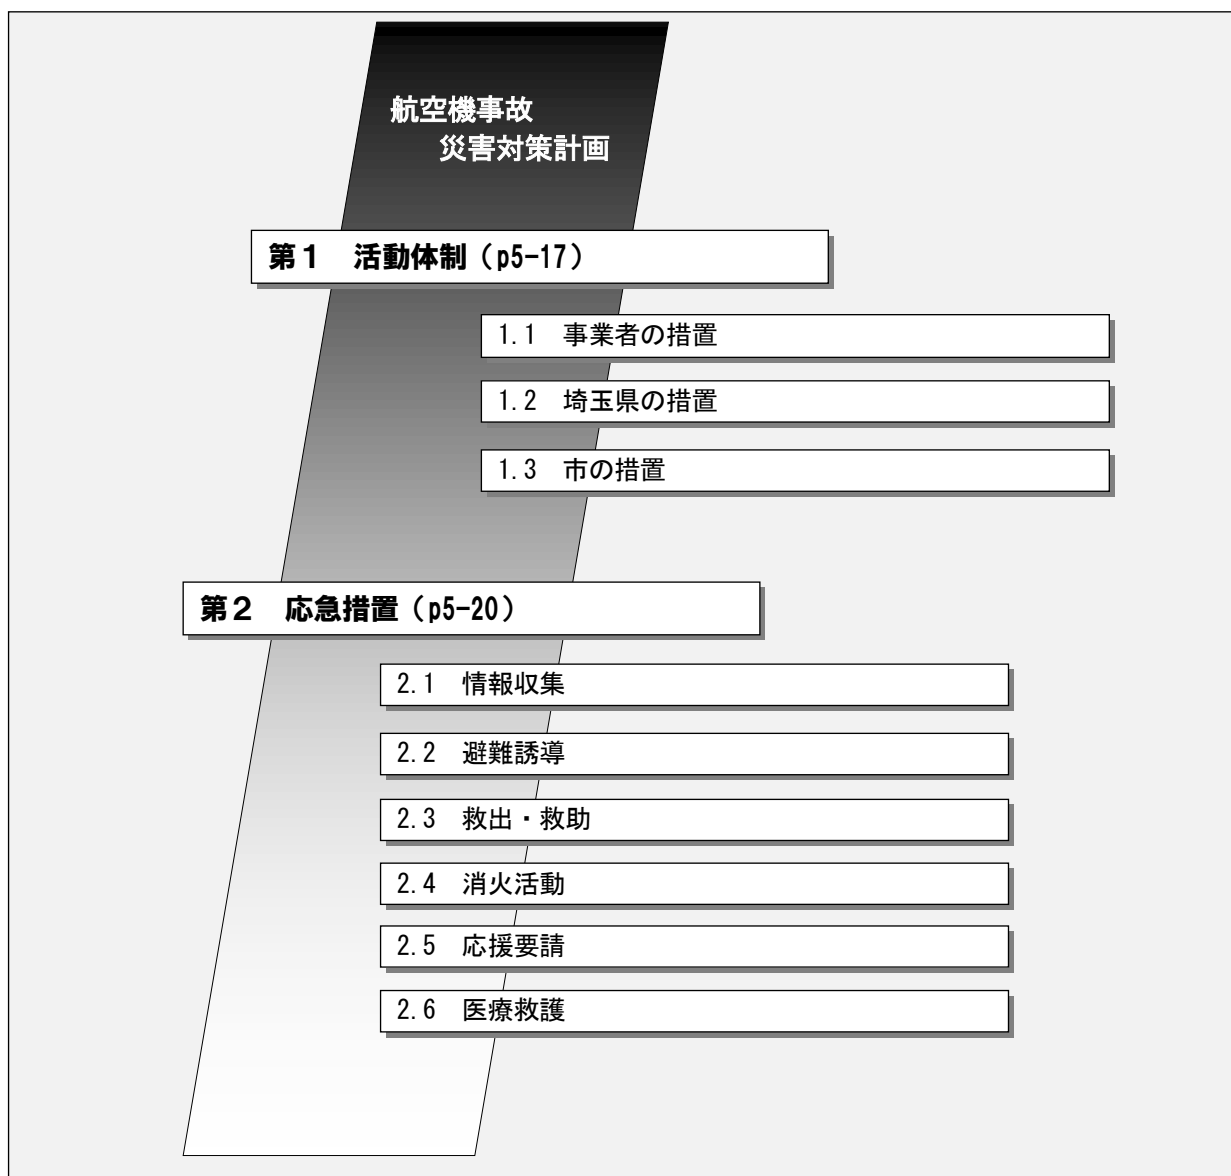 航空機事故
災害対策計画
第１　活動体制（p5-17）
1.1　事業者の措置
1.2　埼玉県の措置
1.3　市の措置
第２　応急措置（p5-20）
2.1　情報収集
2.2　避難誘導
2.3　救出・救助
2.4　消火活動
2.5　応援要請
2.6　医療救護